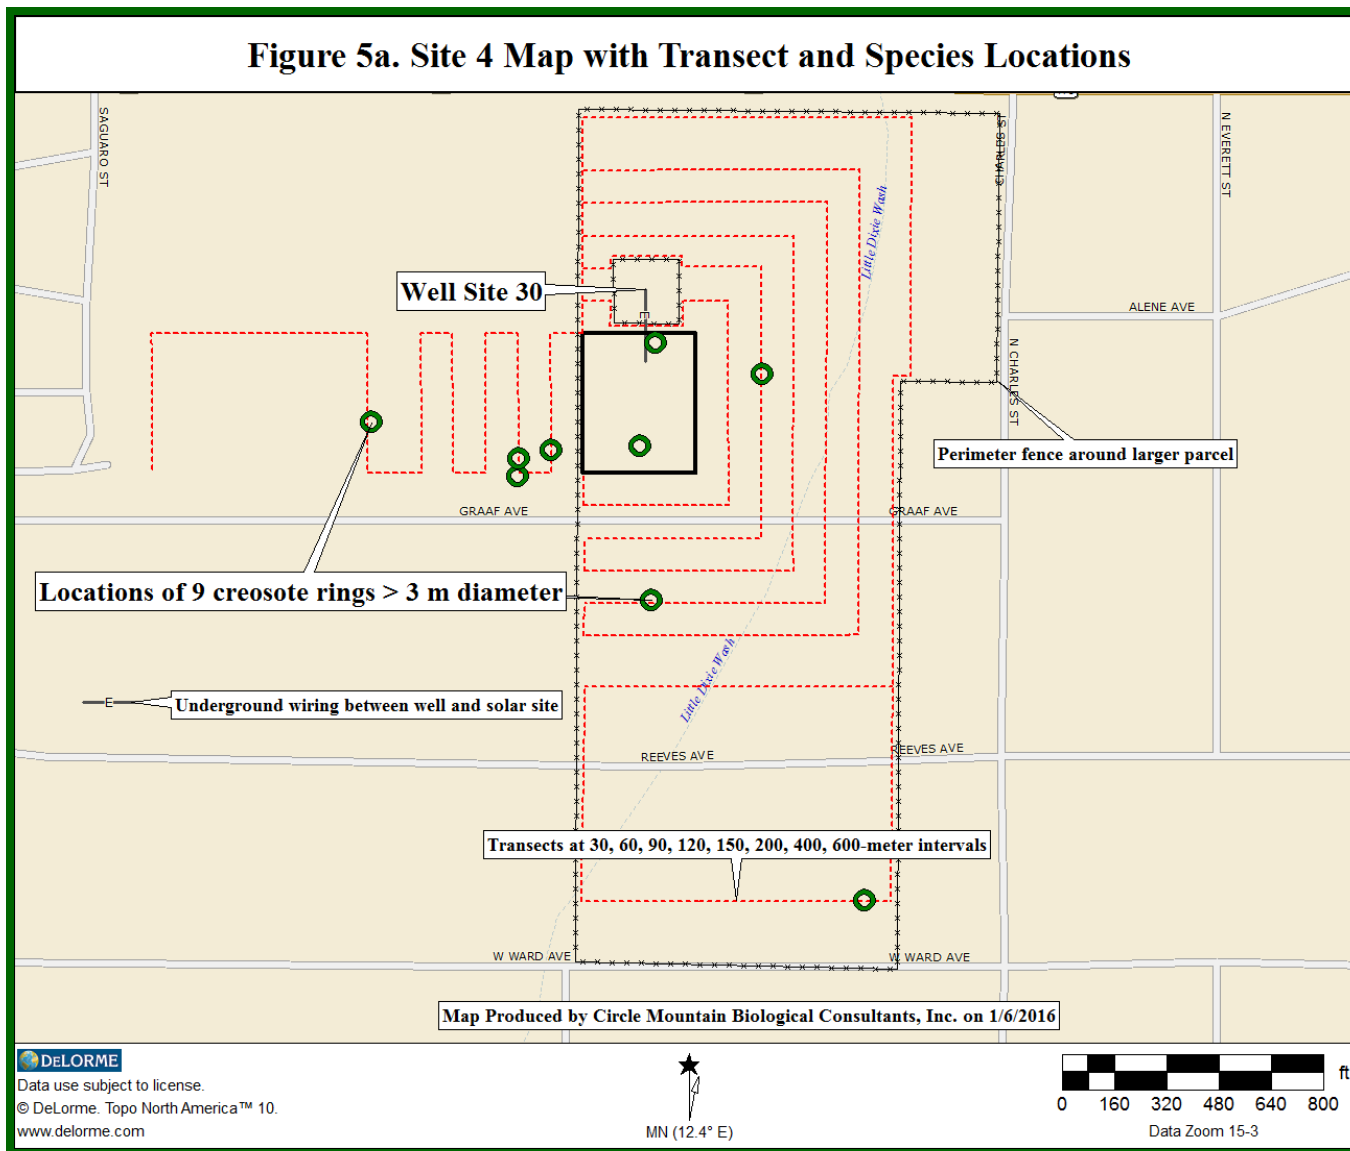 Figure 5a. Site 4 Map with Transect and Species Locations
SAGUARO ST
CHARLES ST
N EVERETT ST
Little Dixie Wash
Well Site 30
E
ALENE AVE
N CHARLES ST
Perimeter fence around larger parcel
GRAAF AVE
GRAAF AVE
Locations of 9 creosote rings > 3 m diameter
Little Dixie Wash
E
Underground wiring between well and solar site
REEVES AVE
REEVES AVE
Transects at 30, 60, 90, 120, 150, 200, 400, 600-meter intervals
W WARD AVE
W WARD AVE
Map Produced by Circle Mountain Biological Consultants, Inc. on 1/6/2016
DELORME
Data use subject to license.
© DeLorme. Topo North America™ 10.
www.delorme.com
MN (12.4° E)
ft
0 160 320 480 640 800
Data Zoom 15-3